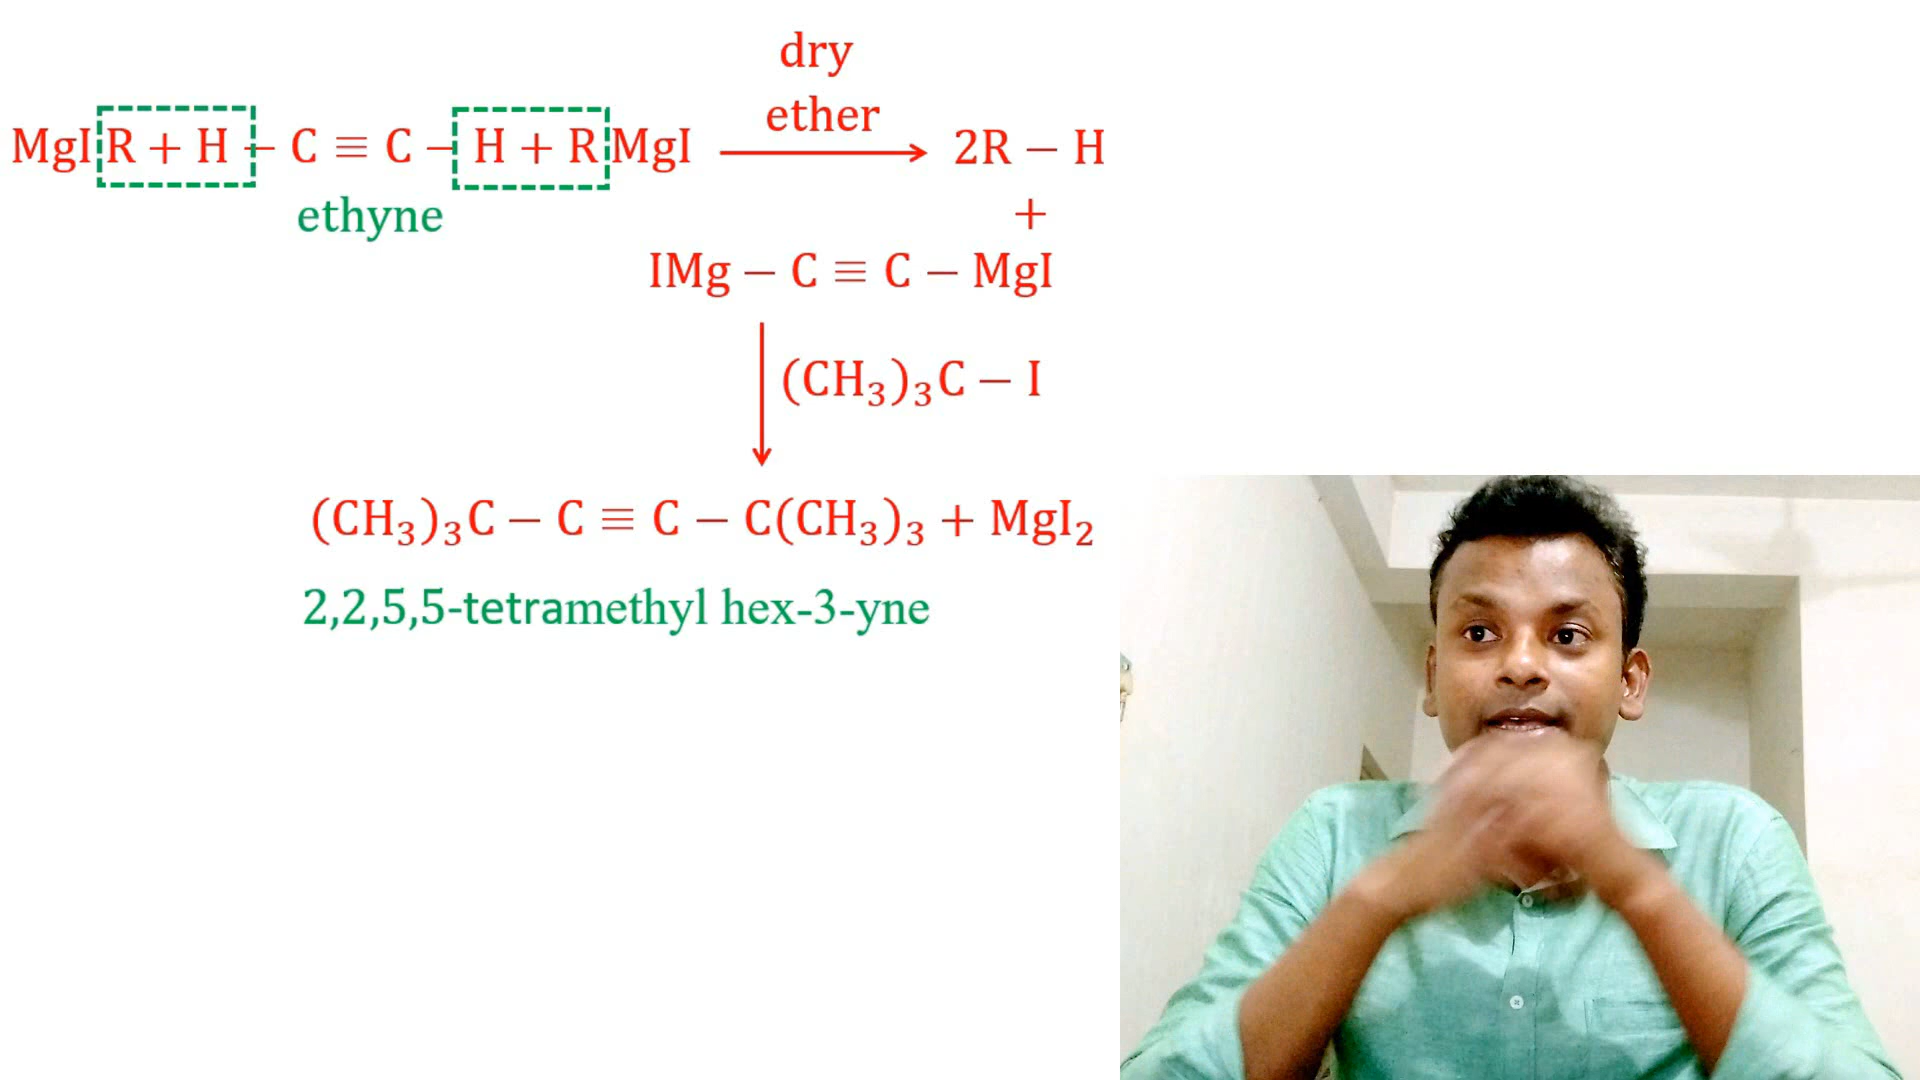 dry
ether
MgI R + H – C ≡ C – H + R MgI → 2R – H
ethyne
+
IMg – C ≡ C – MgI
(CH₃)₃C – I
(CH₃)₃C – C ≡ C – C(CH₃)₃ + MgI₂
2,2,5,5-tetramethyl hex-3-yne